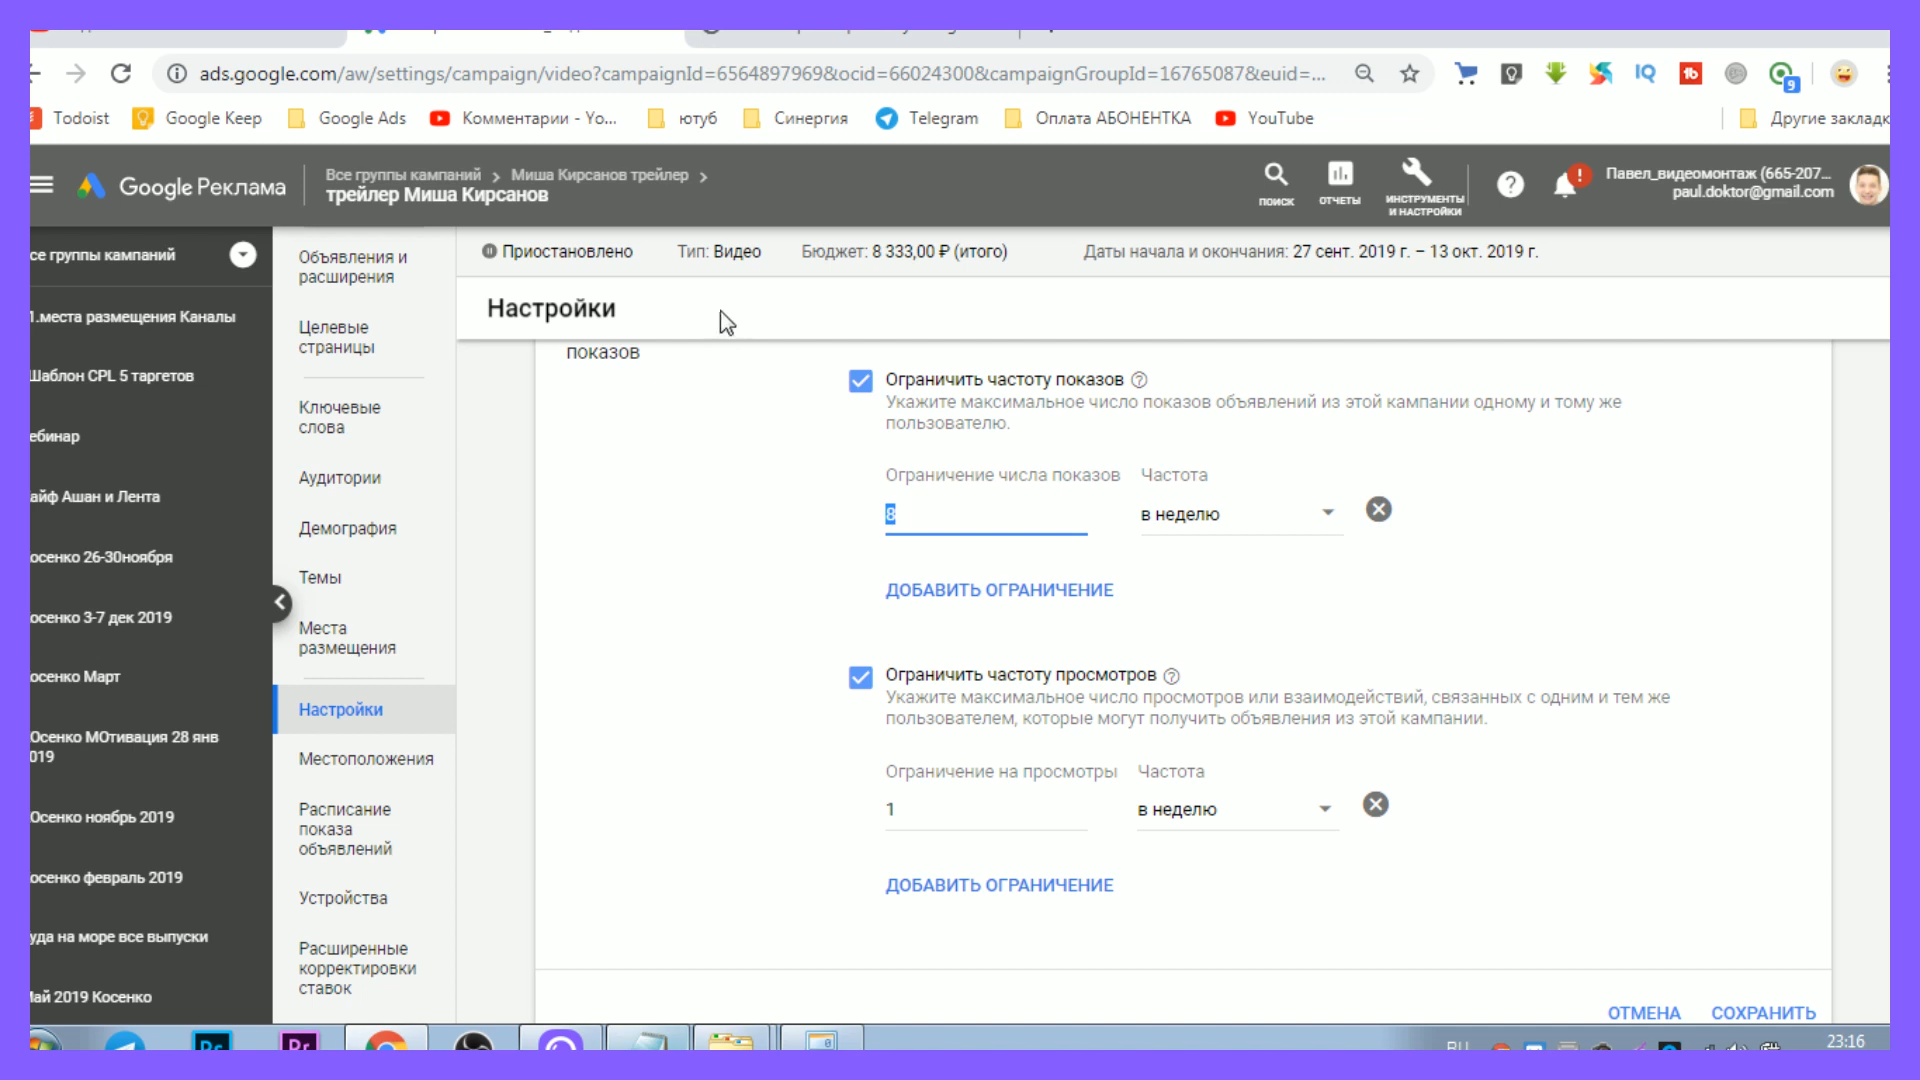 ads.google.com/aw/settings/campaign/video?campaignId=6564897969&ocid=66024300&campaignGroupId=16765087&euid=...
Todoist
Google Keep
Google Ads
Комментарии - Yo...
ютуб
Синергия
Telegram
Оплата АБОНЕНТКА
YouTube
Другие закладк
Google Реклама
Все группы кампаний > Миша Кирсанов трейлер >
трейлер Миша Кирсанов
ПОИСК
ОТЧЕТЫ
ИНСТРУМЕНТЫ
И НАСТРОЙКИ
Павел_видеомонтаж (665-207...
paul.doktor@gmail.com
се группы кампаний
1.места размещения Каналы
Шаблон CPL 5 таргетов
ебинар
айф Ашан и Лента
осенко 26-30ноября
осенко 3-7 дек 2019
осенко Март
Осенко МОтивация 28 янв
019
Осенко ноябрь 2019
осенко февраль 2019
уда на море все выпуски
Май 2019 Косенко
Объявления и
расширения
Целевые
страницы
Ключевые
слова
Аудитории
Демография
Темы
Места
размещения
Настройки
Местоположения
Расписание
показа
объявлений
Устройства
Расширенные
корректировки
ставок
Приостановлено
Тип: Видео
Бюджет: 8 333,00 ₽ (итого)
Даты начала и окончания: 27 сент. 2019 г. – 13 окт. 2019 г.
Настройки
показов
Ограничить частоту показов
Укажите максимальное число показов объявлений из этой кампании одному и тому же
пользователю.
Ограничение числа показов
Частота
8
в неделю
ДОБАВИТЬ ОГРАНИЧЕНИЕ
Ограничить частоту просмотров
Укажите максимальное число просмотров или взаимодействий, связанных с одним и тем же
пользователем, которые могут получить объявления из этой кампании.
Ограничение на просмотры
Частота
1
в неделю
ДОБАВИТЬ ОГРАНИЧЕНИЕ
ОТМЕНА
СОХРАНИТЬ
23:16